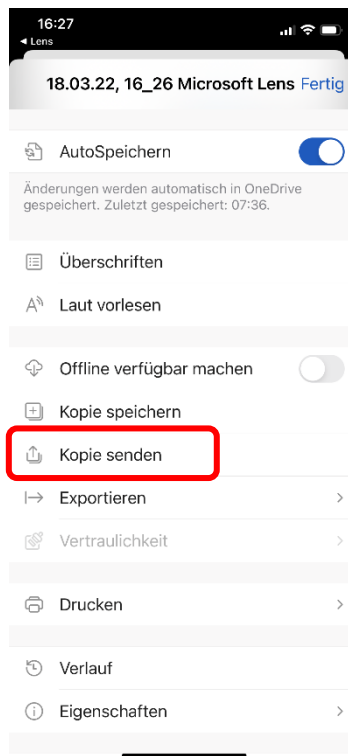 16:27
◀ Lens
18.03.22, 16_26 Microsoft Lens Fertig
AutoSpeichern
Änderungen werden automatisch in OneDrive
gespeichert. Zuletzt gespeichert: 07:36.
Überschriften
Laut vorlesen
Offline verfügbar machen
Kopie speichern
Kopie senden
Exportieren
Vertraulichkeit
Drucken
Verlauf
Eigenschaften